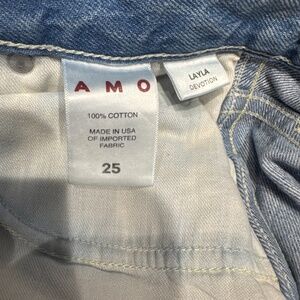 AMO
100% COTTON
MADE IN USA
OF IMPORTED
FABRIC
25
LAYLA
DEVOTION